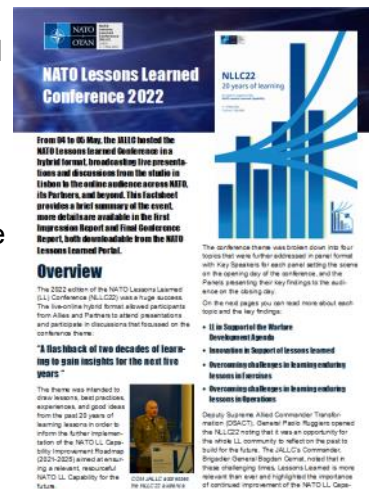 NATO
OTAN
NATO Lessons Learned
Conference 2022
NLLC22
20 years of learning
From 04 to 05 May, the JALLC hosted the
NATO Lessons Learned Conference in a
hybrid format, broadcasting live presenta-
tions and discussions from the studio in
Lisbon to the online audience across NATO,
its Partners, and beyond. This Factsheet
provides a brief summary of the event,
more details are available in the First
Impression Report and Final Conference
Report, both downloadable from the NATO
Lessons Learned Portal.
Overview
The 2022 edition of the NATO Lessons Learned
(LL) Conference (NLLC22) was a huge success.
The live-online hybrid format allowed participants
from Allies and Partners to attend presentations
and participate in discussions that focussed on the
conference theme:
"A flashback of two decades of learn-
ing to gain insights for the next five
years "
The theme was intended to
draw lessons, best practices,
experiences, and good ideas
from the past 20 years of
learning lessons in order to
inform the further implemen-
tation of the NATO LL Capa-
bility Improvement Roadmap
(2021-2025) aimed at ensur-
ing a relevant, resourceful
NATO LL Capability for the
future.
COM JALLC addresses
the NLLC22 audience
The conference theme was broken down into four
topics that were further addressed in panel format
with Key Speakers for each panel setting the scene
on the opening day of the conference, and the
Panels presenting their key findings to the audi-
ence on the closing day.
On the next pages you can read more about each
topic and the key findings:
• LL in Support of the Warfare
Development Agenda
• Innovation in Support of lessons learned
• Overcoming challenges in learning enduring
lessons in Exercises
• Overcoming challenges in learning enduring
lessons in Operations
Deputy Supreme Allied Commander Transfor-
mation (DSACT), General Paolo Ruggiero opened
the NLLC22 noting that it was an opportunity for
the whole LL community to reflect on the past to
build for the future. The JALLC's Commander,
Brigadier General Bogdan Cernat, noted that in
these challenging times, Lessons Learned is more
relevant than ever and highlighted the importance
of continued improvement of the NATO LL Capa-